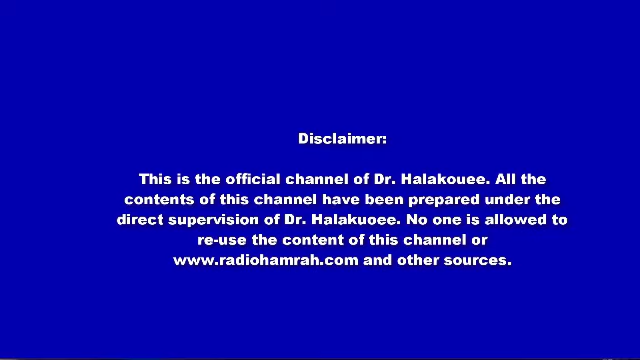 Disclaimer:
This is the official channel of Dr. Halakouee. All the
contents of this channel have been prepared under the
direct supervision of Dr. Halakuoee. No one is allowed to
re-use the content of this channel or
www.radiohamrah.com and other sources.